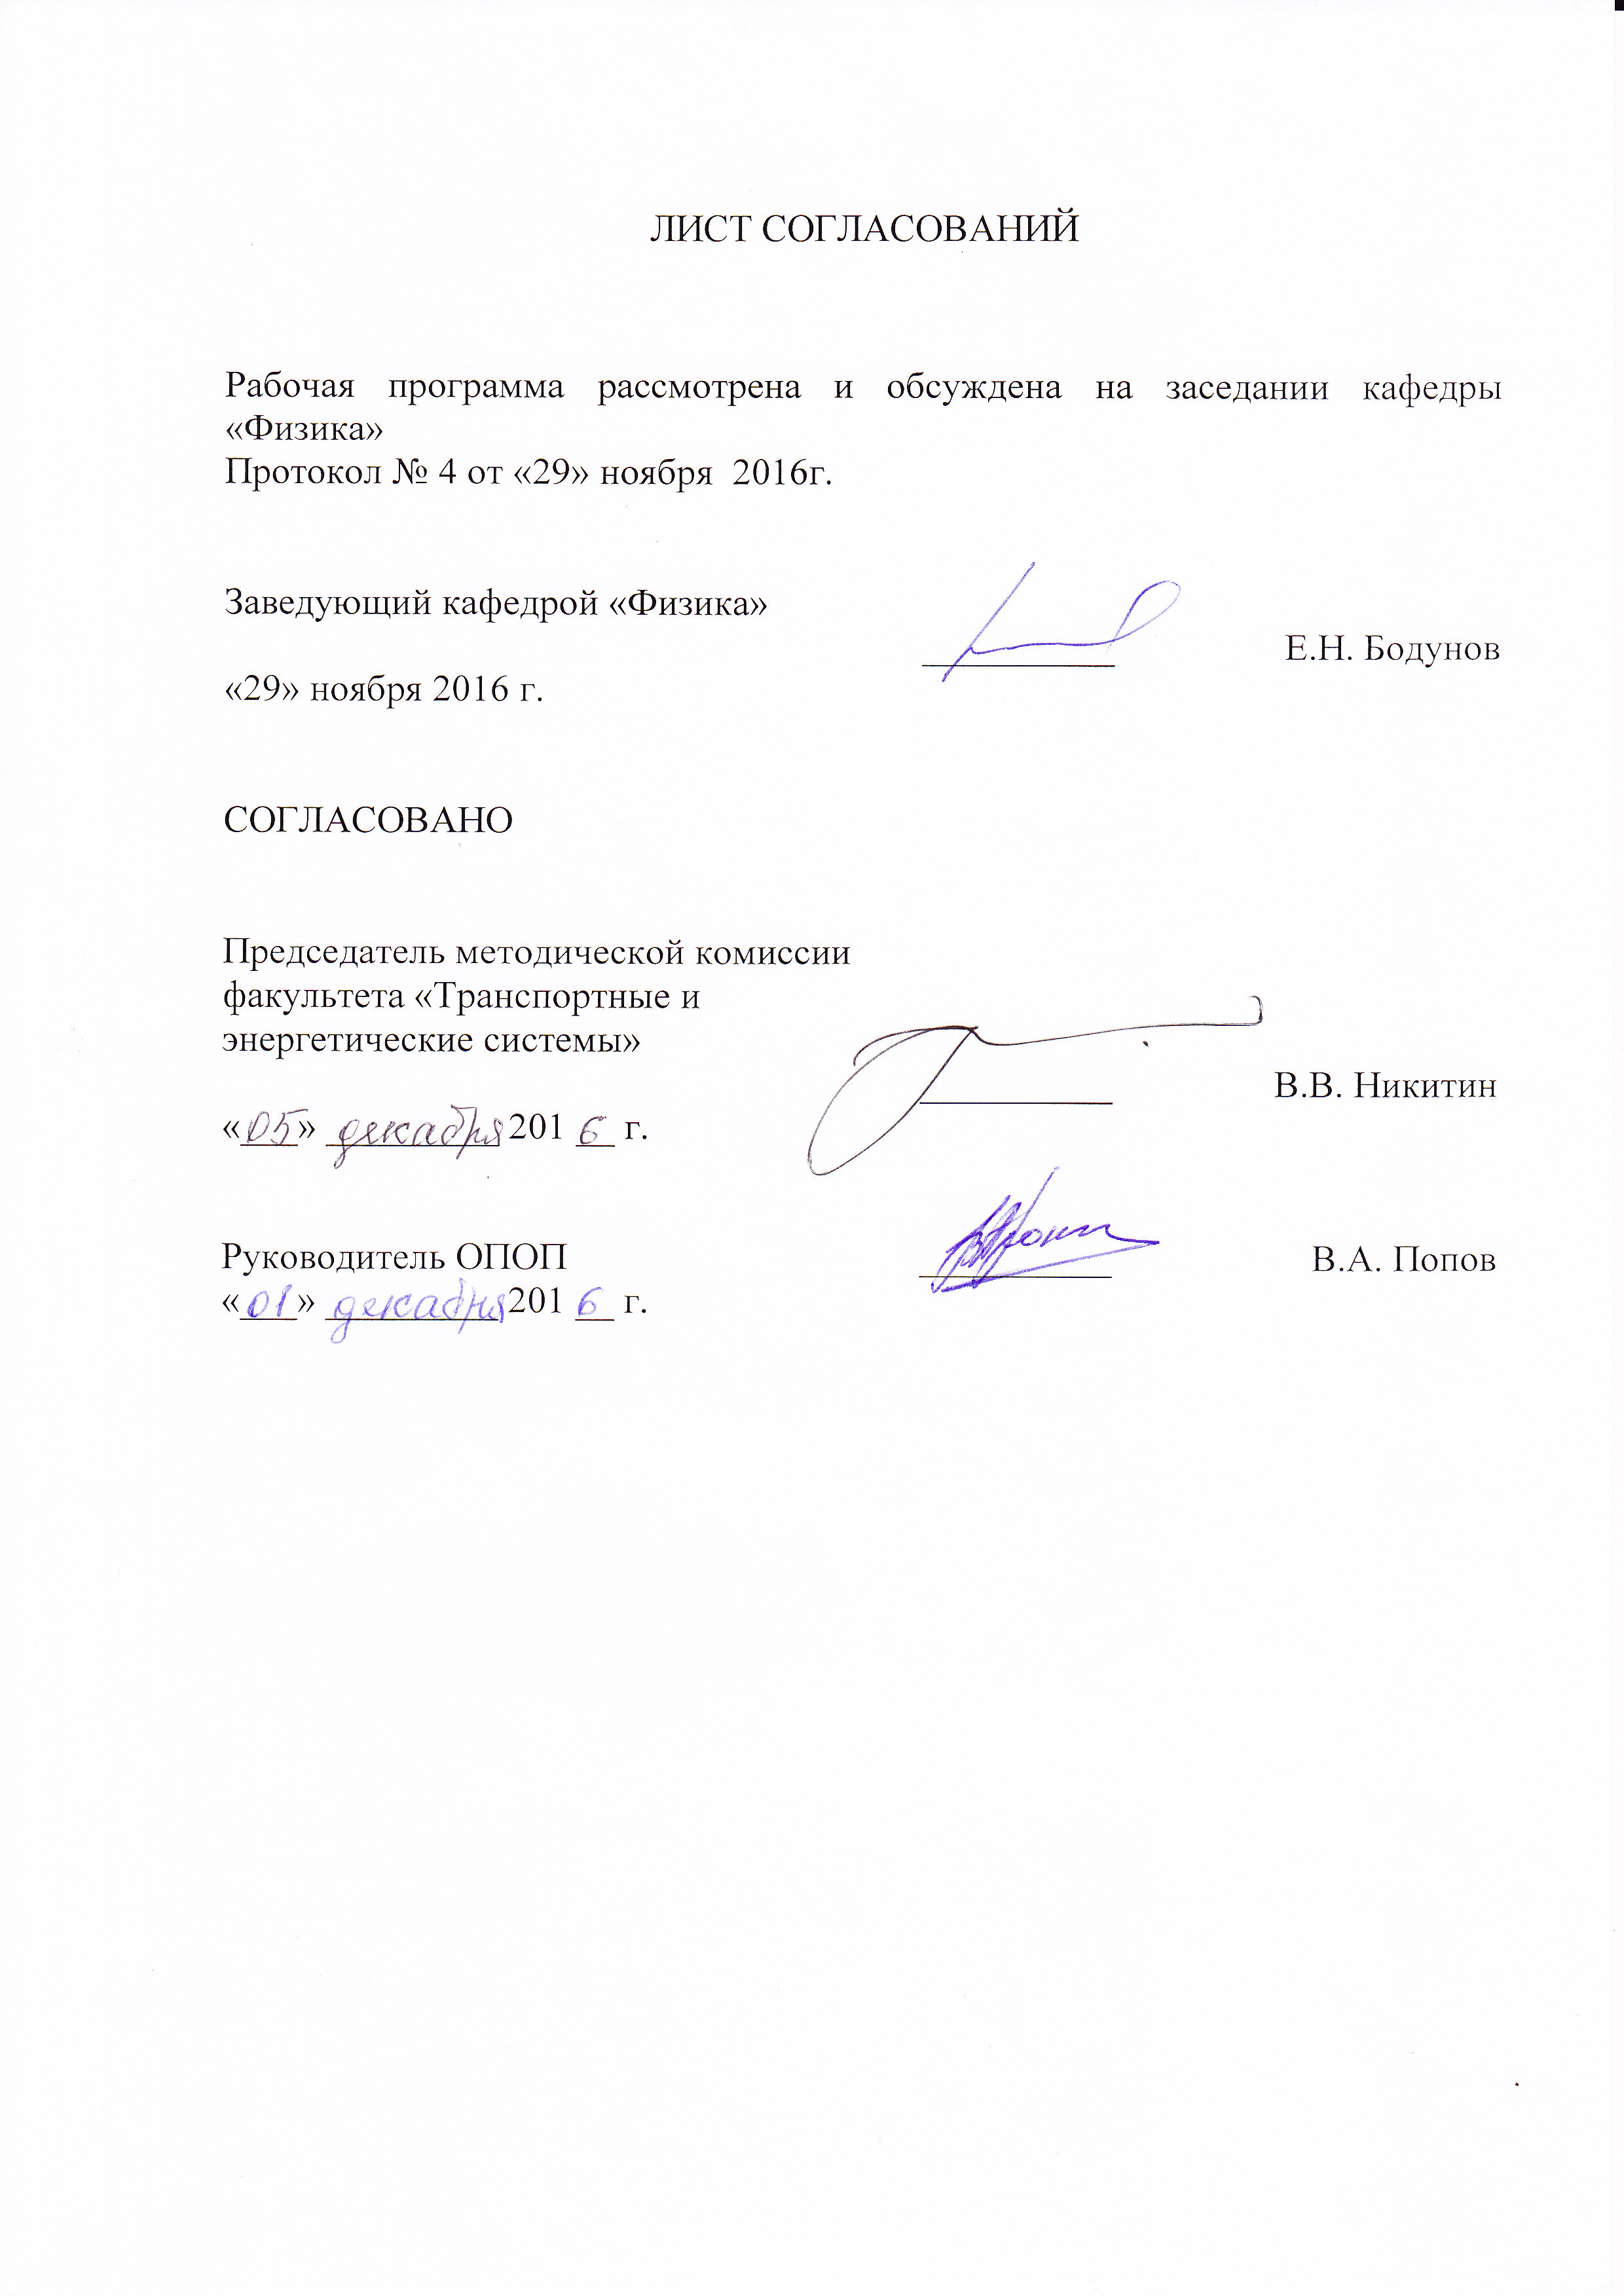 ЛИСТ СОГЛАСОВАНИЙ
Рабочая программа рассмотрена и обсуждена на заседании кафедры
«Физика»
Протокол № 4 от «29» ноября 2016г.
Заведующий кафедрой «Физика»
Е.Н. Бодунов
«29» ноября 2016 г.
СОГЛАСОВАНО
Председатель методической комиссии
факультета «Транспортные и
энергетические системы»
В.В. Никитин
«05» декабря 2016 г.
Руководитель ОПОП В.А. Попов
«01» декабря 2016 г.